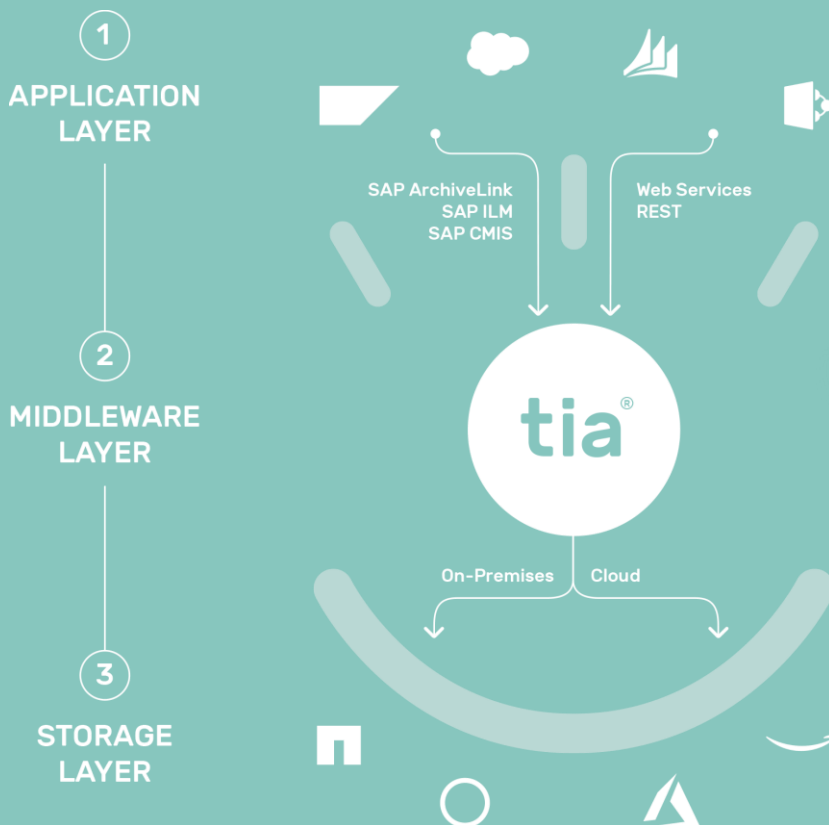 1
APPLICATION
LAYER
SAP ArchiveLink
SAP ILM
SAP CMIS
Web Services
REST
2
MIDDLEWARE
LAYER
tia®
On-Premises
Cloud
3
STORAGE
LAYER